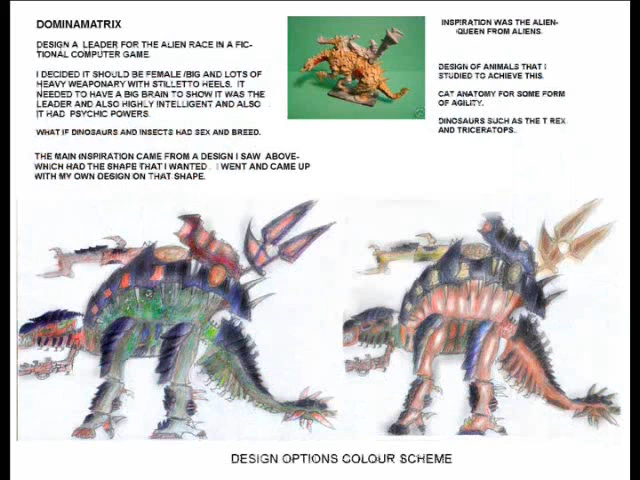 DOMINAMATRIX
DESIGN A LEADER FOR THE ALIEN RACE IN A FIC-
TIONAL COMPUTER GAME.
I DECIDED IT SHOULD BE FEMALE /BIG AND LOTS OF
HEAVY WEAPONARY WITH STILLETTO HEELS. IT
NEEDED TO HAVE A BIG BRAIN TO SHOW IT WAS THE
LEADER AND ALSO HIGHLY INTELLIGENT AND ALSO
IT HAD PSYCHIC POWERS.
WHAT IF DINOSAURS AND INSECTS HAD SEX AND BREED.
THE MAIN INSPIRATION CAME FROM A DESIGN I SAW ABOVE-
WHICH HAD THE SHAPE THAT I WANTED. I WENT AND CAME UP
WITH MY OWN DESIGN ON THAT SHAPE.
INSPIRATION WAS THE ALIEN-
QUEEN FROM ALIENS.
DESIGN OF ANIMALS THAT I
STUDIED TO ACHIEVE THIS.
CAT ANATOMY FOR SOME FORM
OF AGILITY.
DINOSAURS SUCH AS THE T REX
AND TRICERATOPS.
DESIGN OPTIONS COLOUR SCHEME